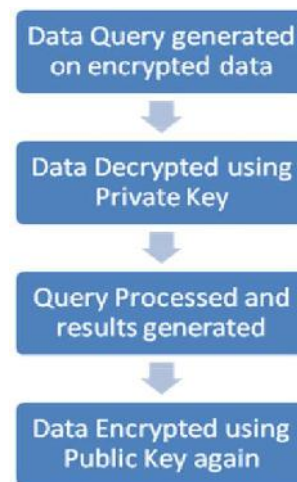 Data Query generated
on encrypted data
Data Decrypted using
Private Key
Query Processed and
results generated
Data Encrypted using
Public Key again